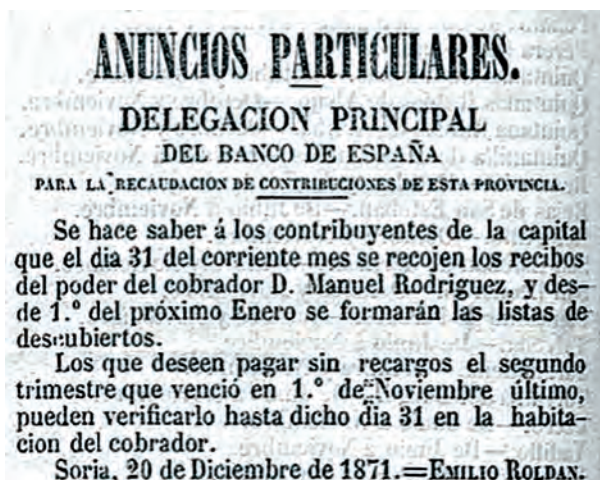 ANUNCIOS PARTICULARES.
DELEGACION PRINCIPAL
DEL BANCO DE ESPAÑA
PARA LA RECAUDACION DE CONTRIBUCIONES DE ESTA PROVINCIA.
Se hace saber á los contribuyentes de la capital
que el dia 31 del corriente mes se recojen los recibos
del poder del cobrador D. Manuel Rodriguez, y des-
de 1.º del próximo Enero se formarán las listas de
descubiertos.
Los que deseen pagar sin recargos el segundo
trimestre que venció en 1.º de Noviembre último,
pueden verificarlo hasta dicho dia 31 en la habita-
cion del cobrador.
Soria, 20 de Diciembre de 1871.=EMILIO ROLDAN.